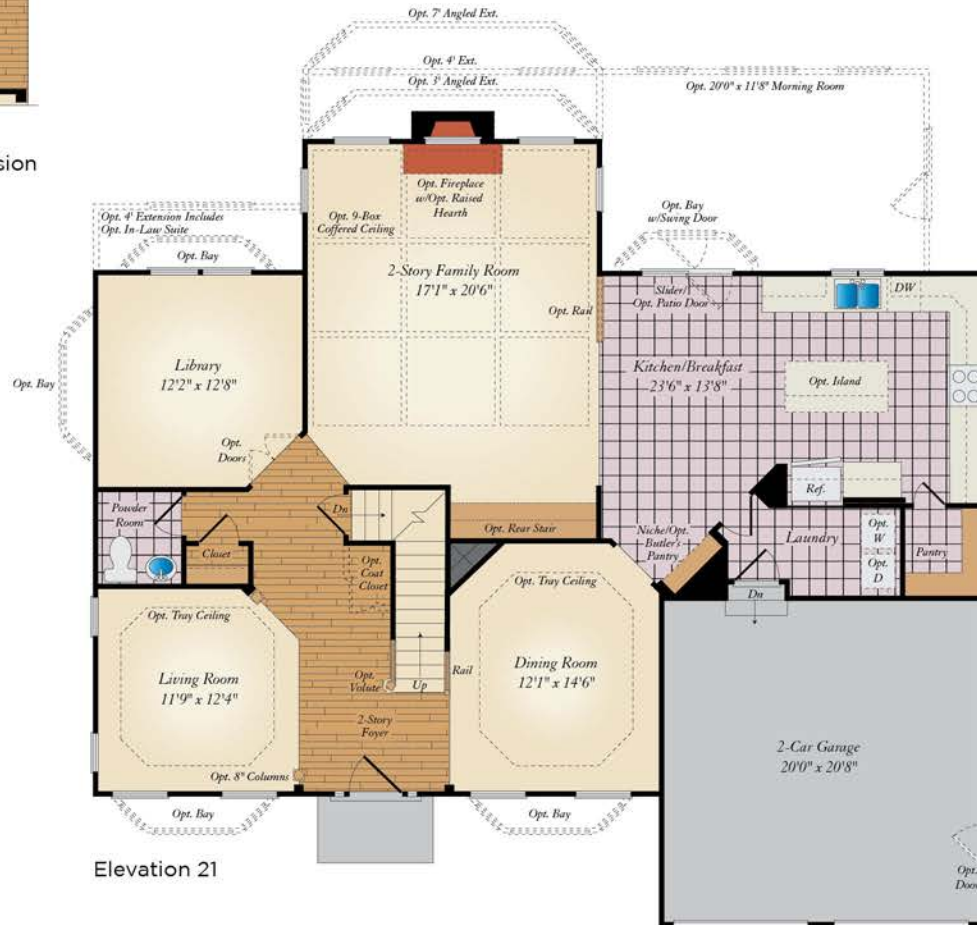 Opt. 7' Angled Ext.
Opt. 4' Ext.
Opt. 3' Angled Ext.
Opt. 20'0" x 11'8" Morning Room
sion
Opt. Fireplace
w/Opt. Raised
Hearth
Opt. 9-Box
Coffered Ceiling
Opt. 4' Extension Includes
Opt. In-Law Suite
Opt. Bay
Opt. Bay
w/Swing Door
2-Story Family Room
17'1" x 20'6"
Slider/
Opt. Patio Door
DW
Opt. Rail
Opt. Bay
Library
12'2" x 12'8"
Kitchen/Breakfast
23'6" x 13'8"
Opt. Island
Opt.
Doors
Ref.
Powder
Room
Dn
Opt. Rear Stair
Niche/Opt.
Butler's
Pantry
Laundry
Opt.
W
Opt.
D
Pantry
Closet
Opt.
Coat
Closet
Opt. Tray Ceiling
Dn
Opt. Tray Ceiling
Living Room
11'9" x 12'4"
Opt.
Volute
Up
Rail
Dining Room
12'1" x 14'6"
2-Story
Foyer
2-Car Garage
20'0" x 20'8"
Opt. 8" Columns
Opt. Bay
Opt. Bay
Elevation 21
Opt.
Doo